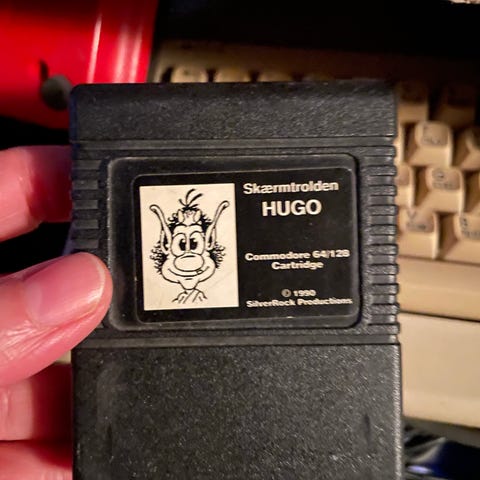 Skærmtrolden
HUGO
Commodore 64/128
Cartridge
© 1990
SilverRock Productions